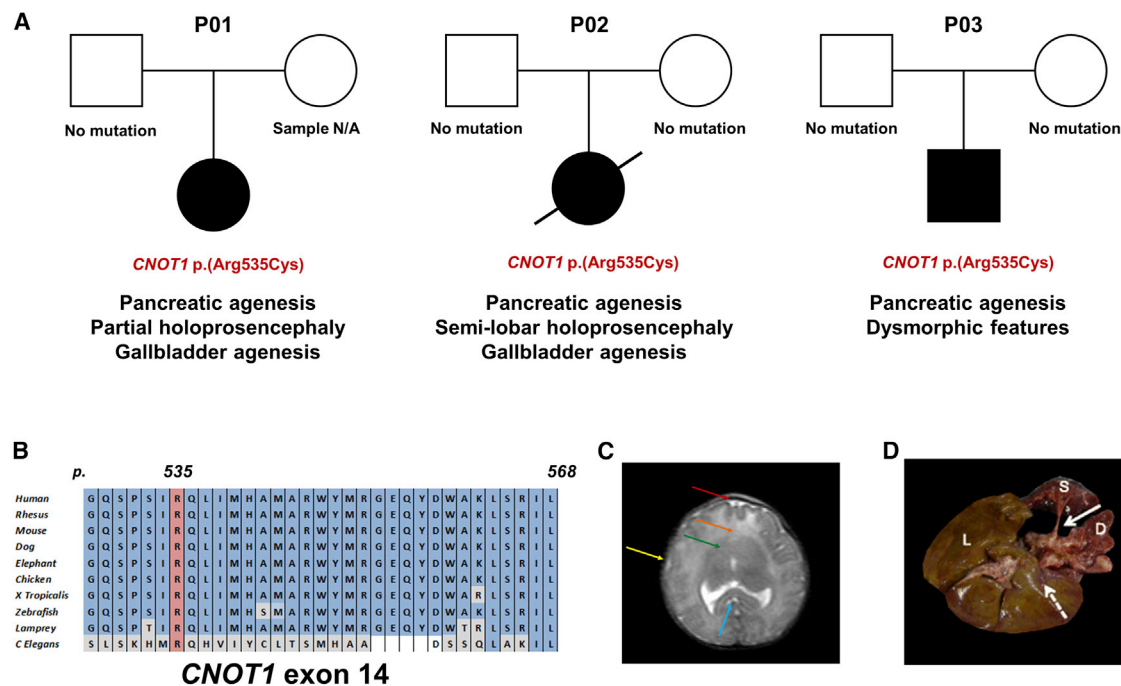 A
P01
P02
P03
No mutation
Sample N/A
No mutation
No mutation
No mutation
No mutation
CNOT1 p.(Arg535Cys)
CNOT1 p.(Arg535Cys)
CNOT1 p.(Arg535Cys)
Pancreatic agenesis
Partial holoprosencephaly
Gallbladder agenesis
Pancreatic agenesis
Semi-lobar holoprosencephaly
Gallbladder agenesis
Pancreatic agenesis
Dysmorphic features
B
p. 535 568
Human G Q S P S I R Q L I M H A M A R W Y M R G E Q Y D W A K L S R I L
Rhesus G Q S P S I R Q L I M H A M A R W Y M R G E Q Y D W A K L S R I L
Mouse G Q S P S I R Q L I M H A M A R W Y M R G E Q Y D W A K L S R I L
Dog G Q S P S I R Q L I M H A M A R W Y M R G E Q Y D W A K L S R I L
Elephant G Q S P S I R Q L I M H A M A R W Y M R G E Q Y D W A K L S R I L
Chicken G Q S P S I R Q L I M H A M A R W Y M R G E Q Y D W A K L S R I L
X Tropicalis G Q S P S I R Q L I M H A M A R W Y M R G E Q Y D W A R L S R I L
Zebrafish G Q S P S I R Q L I M H S M A R W Y M R G E Q Y D W A K L S R I L
Lamprey G Q S P T I R Q L I M H A M A R W Y M R G E Q Y D W T R L S R I L
C Elegans S L S K H M R Q H V I Y C L T S M H A A D S S Q L A K I L
CNOT1 exon 14
C
D
S
L
D